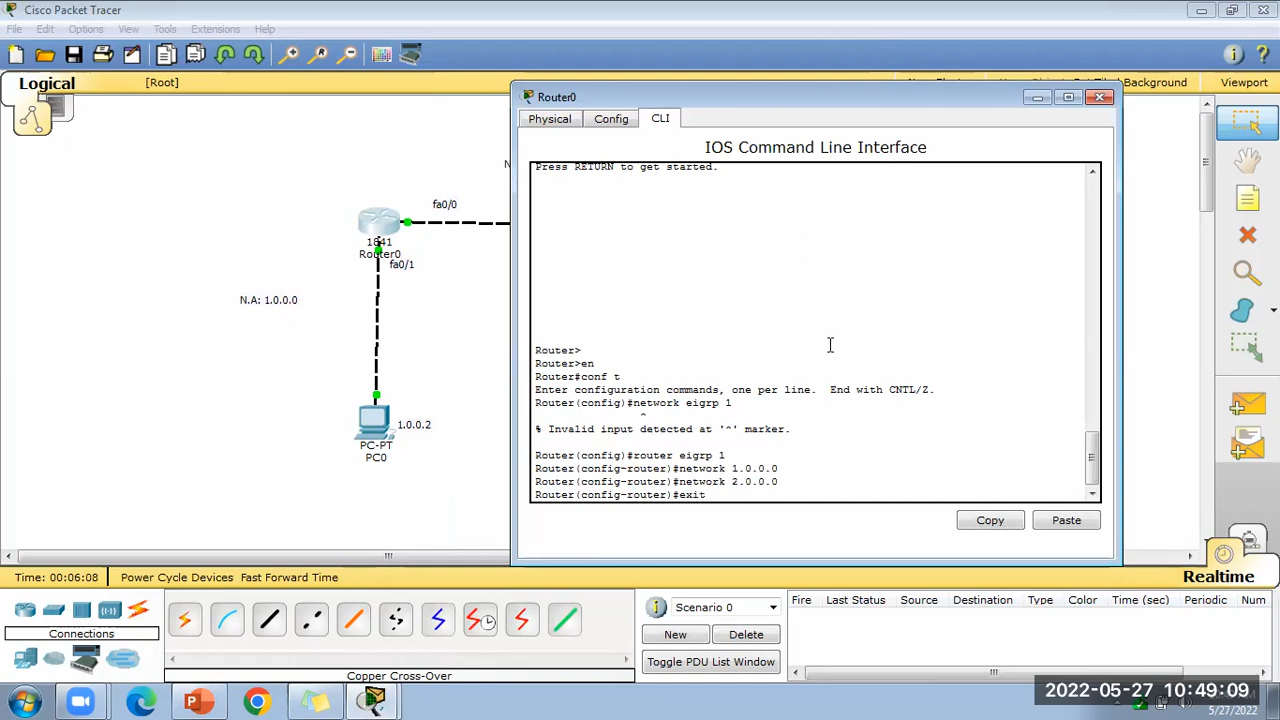 Cisco Packet Tracer
File Edit Options View Tools Extensions Help
Logical
[Root]
Background
Viewport
Router0
Physical Config CLI
IOS Command Line Interface
Press RETURN to get started.
Router>
Router>en
Router#conf t
Enter configuration commands, one per line. End with CNTL/Z.
Router(config)#network eigrp 1
^
% Invalid input detected at '^' marker.
Router(config)#router eigrp 1
Router(config-router)#network 1.0.0.0
Router(config-router)#network 2.0.0.0
Router(config-router)#exit
Copy Paste
fa0/0
1841
Router0
fa0/1
N.A: 1.0.0.0
1.0.0.2
PC-PT
PC0
Time: 00:06:08 Power Cycle Devices Fast Forward Time
Realtime
Connections
Copper Cross-Over
Scenario 0
New Delete
Toggle PDU List Window
Fire Last Status Source Destination Type Color Time (sec) Periodic Num
2022-05-27 10:49:09
5/27/2022